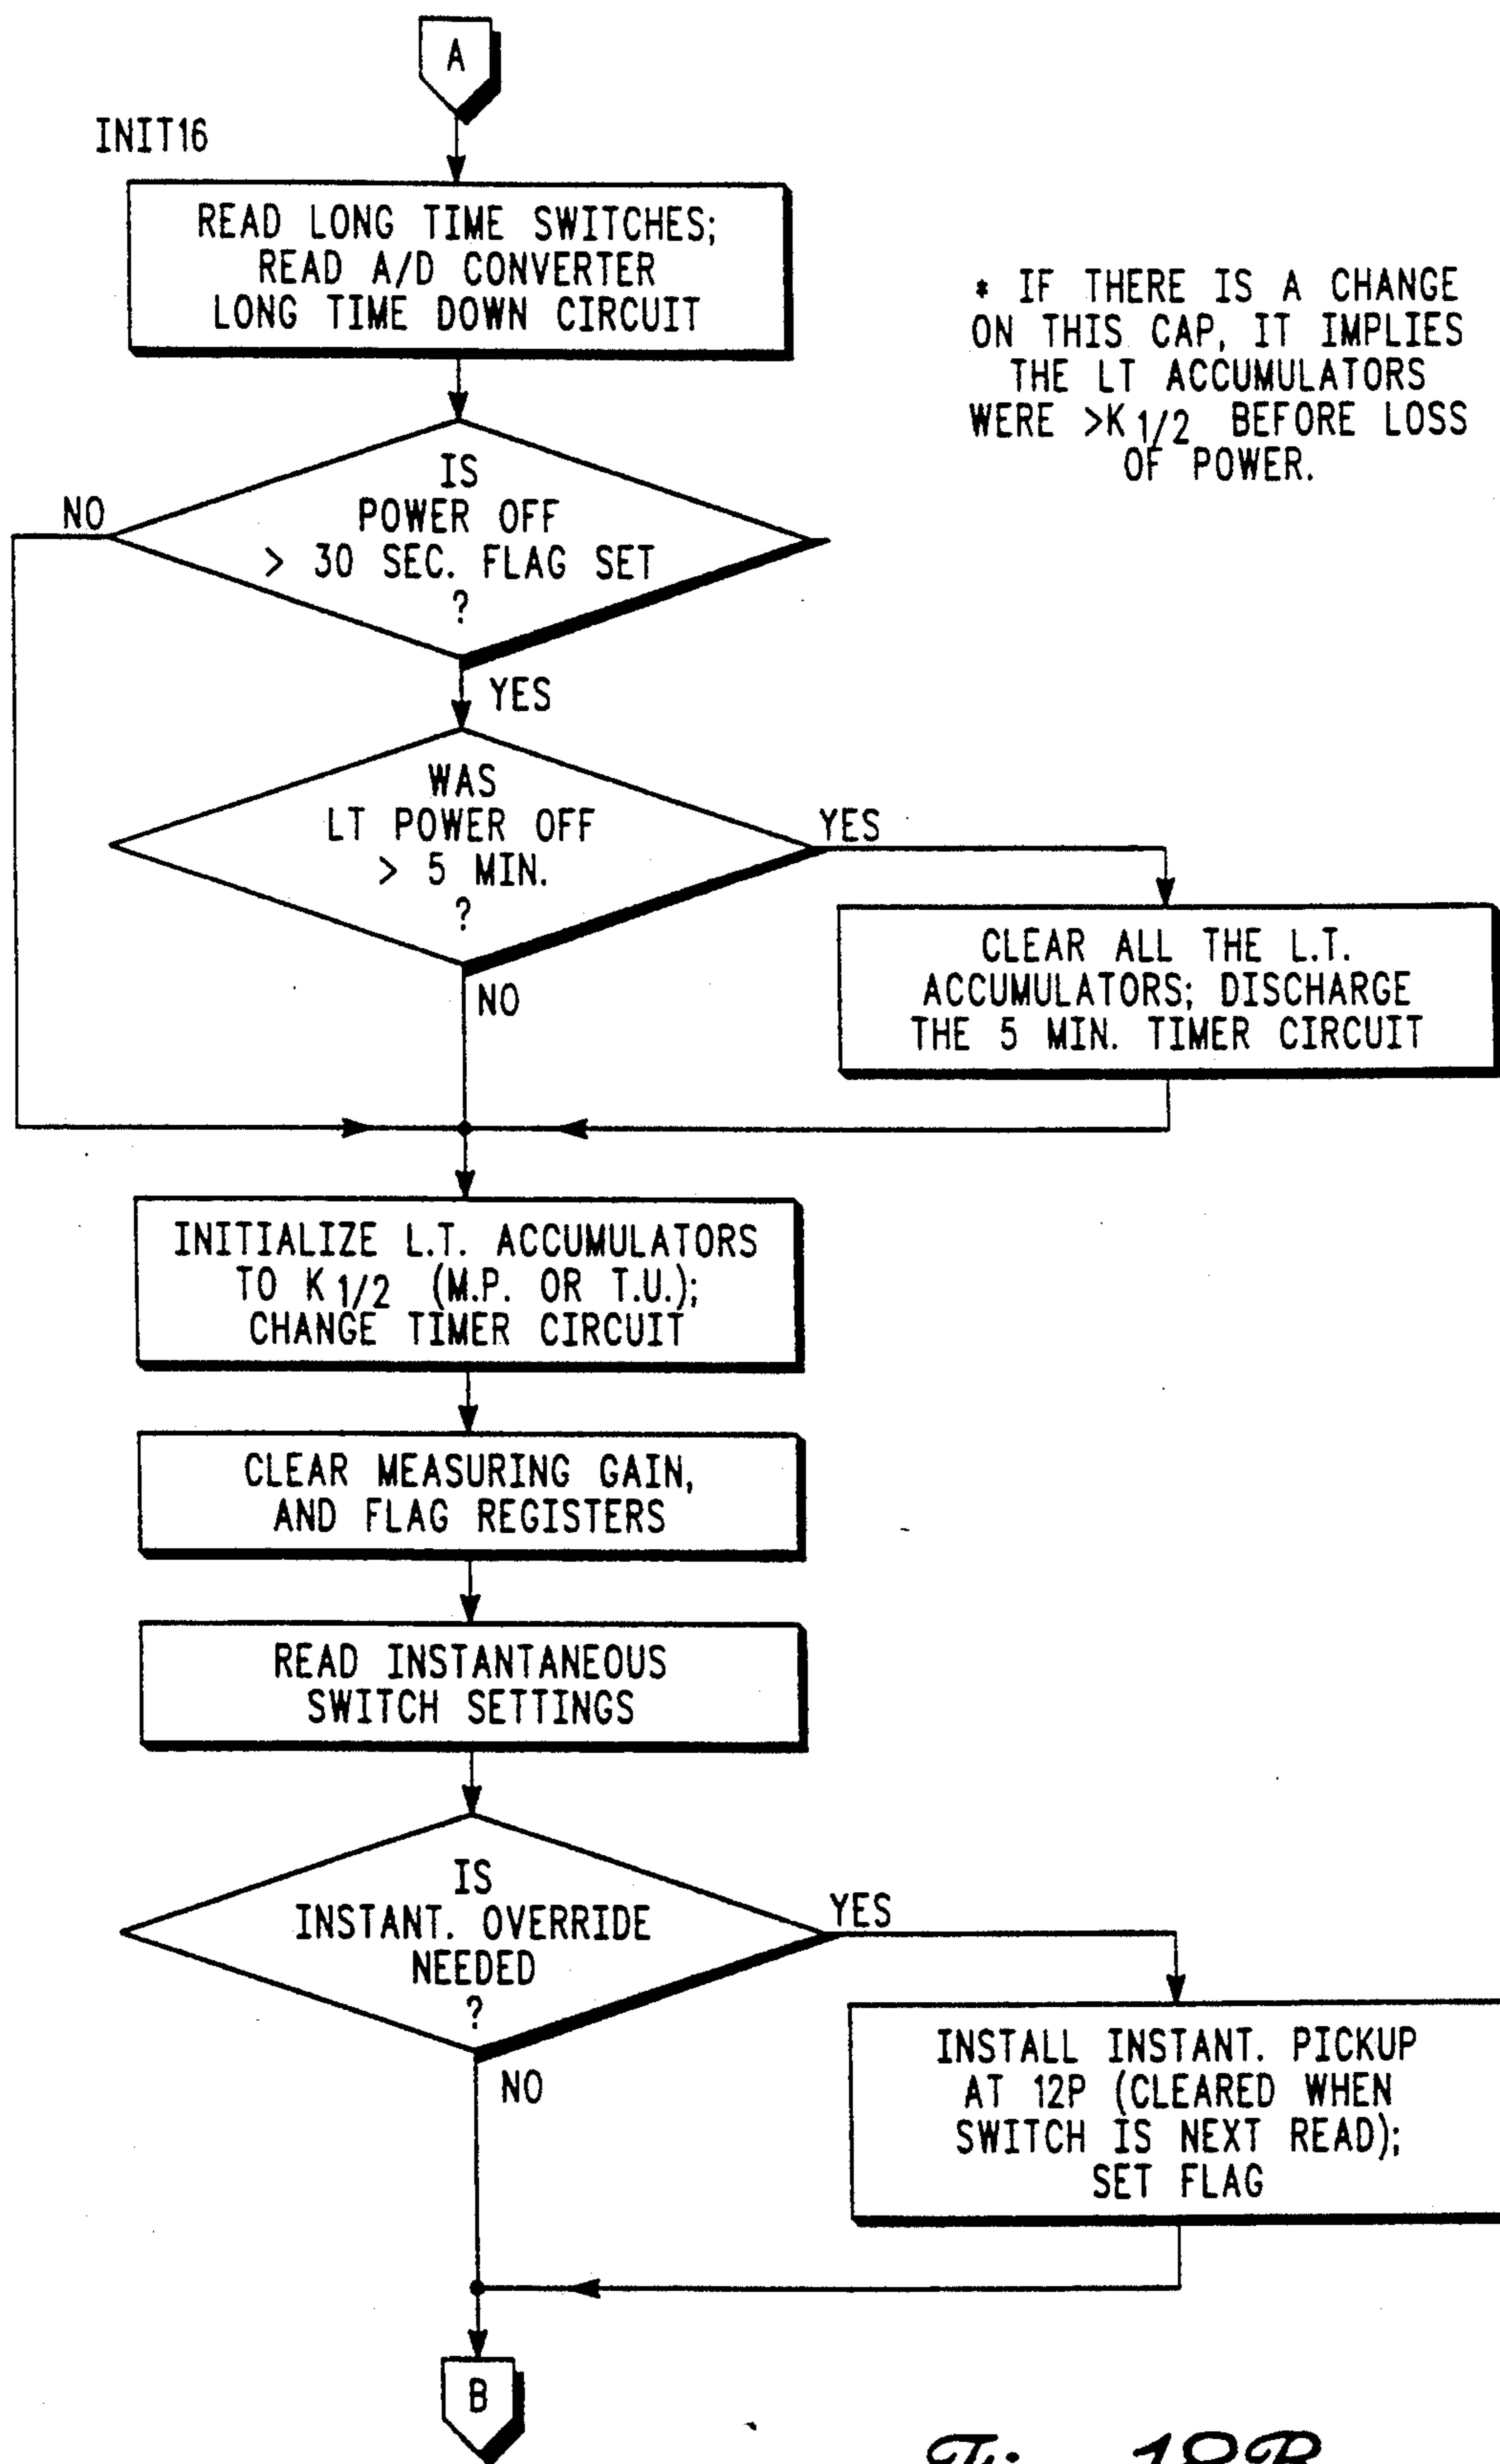 A
INIT16
READ LONG TIME SWITCHES;
READ A/D CONVERTER
LONG TIME DOWN CIRCUIT
* IF THERE IS A CHANGE
ON THIS CAP, IT IMPLIES
THE LT ACCUMULATORS
WERE >K 1/2 BEFORE LOSS
OF POWER.
IS
POWER OFF
> 30 SEC. FLAG SET
?
NO
YES
WAS
LT POWER OFF
> 5 MIN.
?
YES
NO
CLEAR ALL THE L.T.
ACCUMULATORS; DISCHARGE
THE 5 MIN. TIMER CIRCUIT
INITIALIZE L.T. ACCUMULATORS
TO K 1/2 (M.P. OR T.U.);
CHANGE TIMER CIRCUIT
CLEAR MEASURING GAIN,
AND FLAG REGISTERS
READ INSTANTANEOUS
SWITCH SETTINGS
IS
INSTANT. OVERRIDE
NEEDED
?
YES
NO
INSTALL INSTANT. PICKUP
AT 12P (CLEARED WHEN
SWITCH IS NEXT READ);
SET FLAG
B